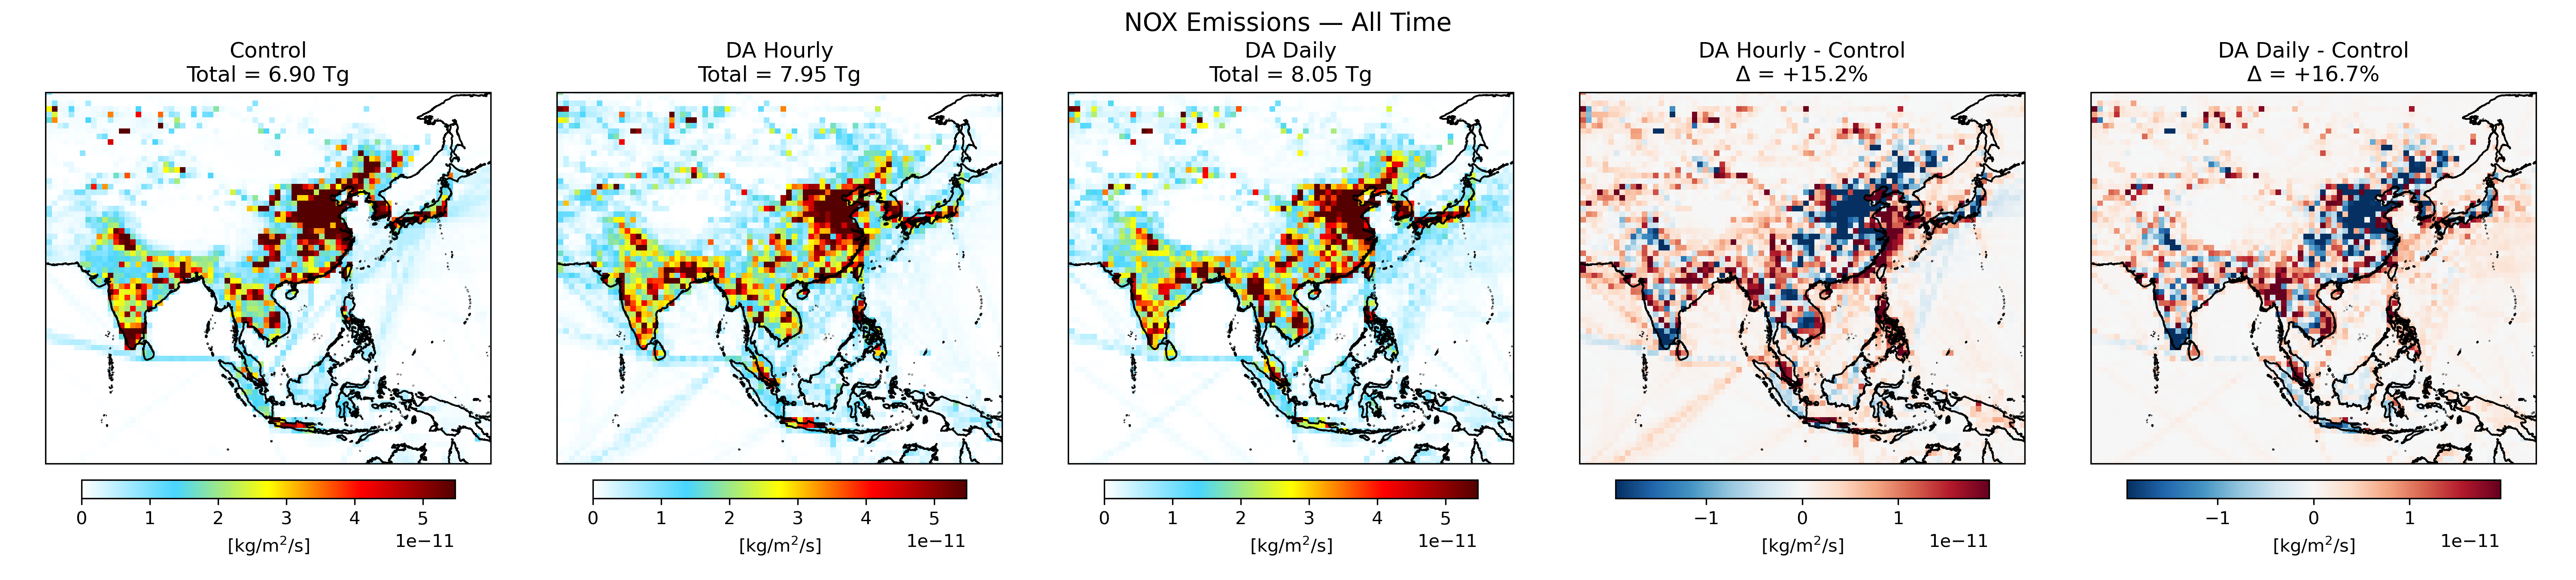 NOX Emissions — All Time
Control
Total = 6.90 Tg
DA Hourly
Total = 7.95 Tg
DA Daily
Total = 8.05 Tg
DA Hourly - Control
Δ = +15.2%
DA Daily - Control
Δ = +16.7%
0 1 2 3 4 5
1e−11
[kg/m²/s]
0 1 2 3 4 5
1e−11
[kg/m²/s]
0 1 2 3 4 5
1e−11
[kg/m²/s]
−1 0 1
1e−11
[kg/m²/s]
−1 0 1
1e−11
[kg/m²/s]